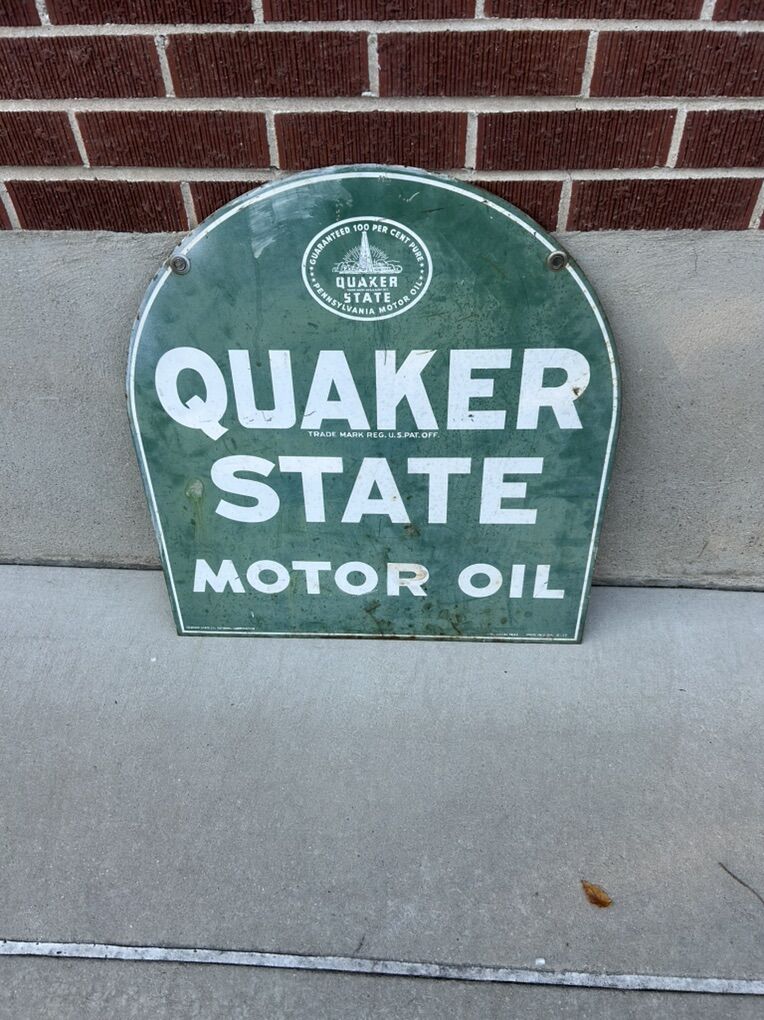 GUARANTEED 100 PER CENT PURE
QUAKER
STATE
PENNSYLVANIA MOTOR OIL
QUAKER
TRADE MARK REG. U.S. PAT. OFF.
STATE
MOTOR OIL